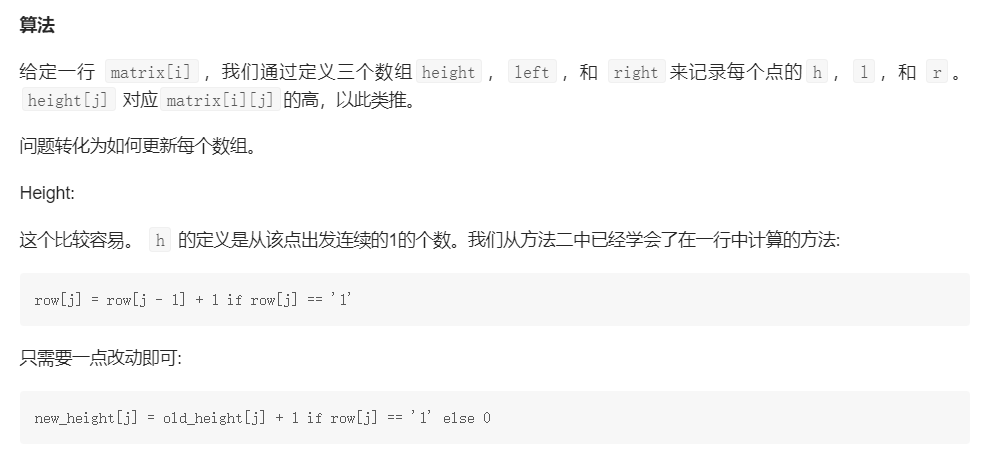 算法
给定一行 matrix[i] ，我们通过定义三个数组 height ， left ，和 right 来记录每个点的 h ， l ，和 r 。
height[j] 对应 matrix[i][j] 的高，以此类推。
问题转化为如何更新每个数组。
Height:
这个比较容易。 h 的定义是从该点出发连续的1的个数。我们从方法二中已经学会了在一行中计算的方法:
row[j] = row[j - 1] + 1 if row[j] == '1'
只需要一点改动即可:
new_height[j] = old_height[j] + 1 if row[j] == '1' else 0